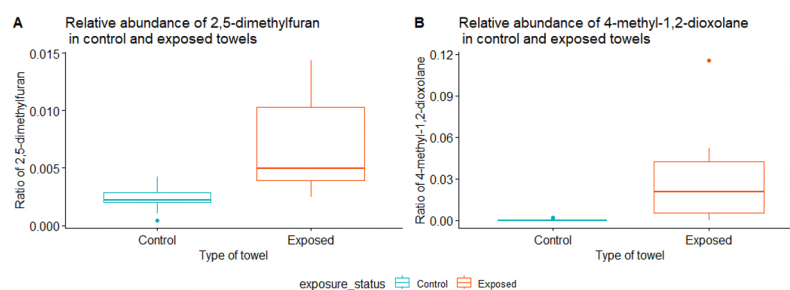 A
Relative abundance of 2,5-dimethylfuran
in control and exposed towels
Ratio of 2,5-dimethylfuran
0.015
0.010
0.005
0.000
Control
Exposed
Type of towel
B
Relative abundance of 4-methyl-1,2-dioxolane
in control and exposed towels
Ratio of 4-methyl-1,2-dioxolane
0.12
0.09
0.06
0.03
0.00
Control
Exposed
Type of towel
exposure_status Control Exposed